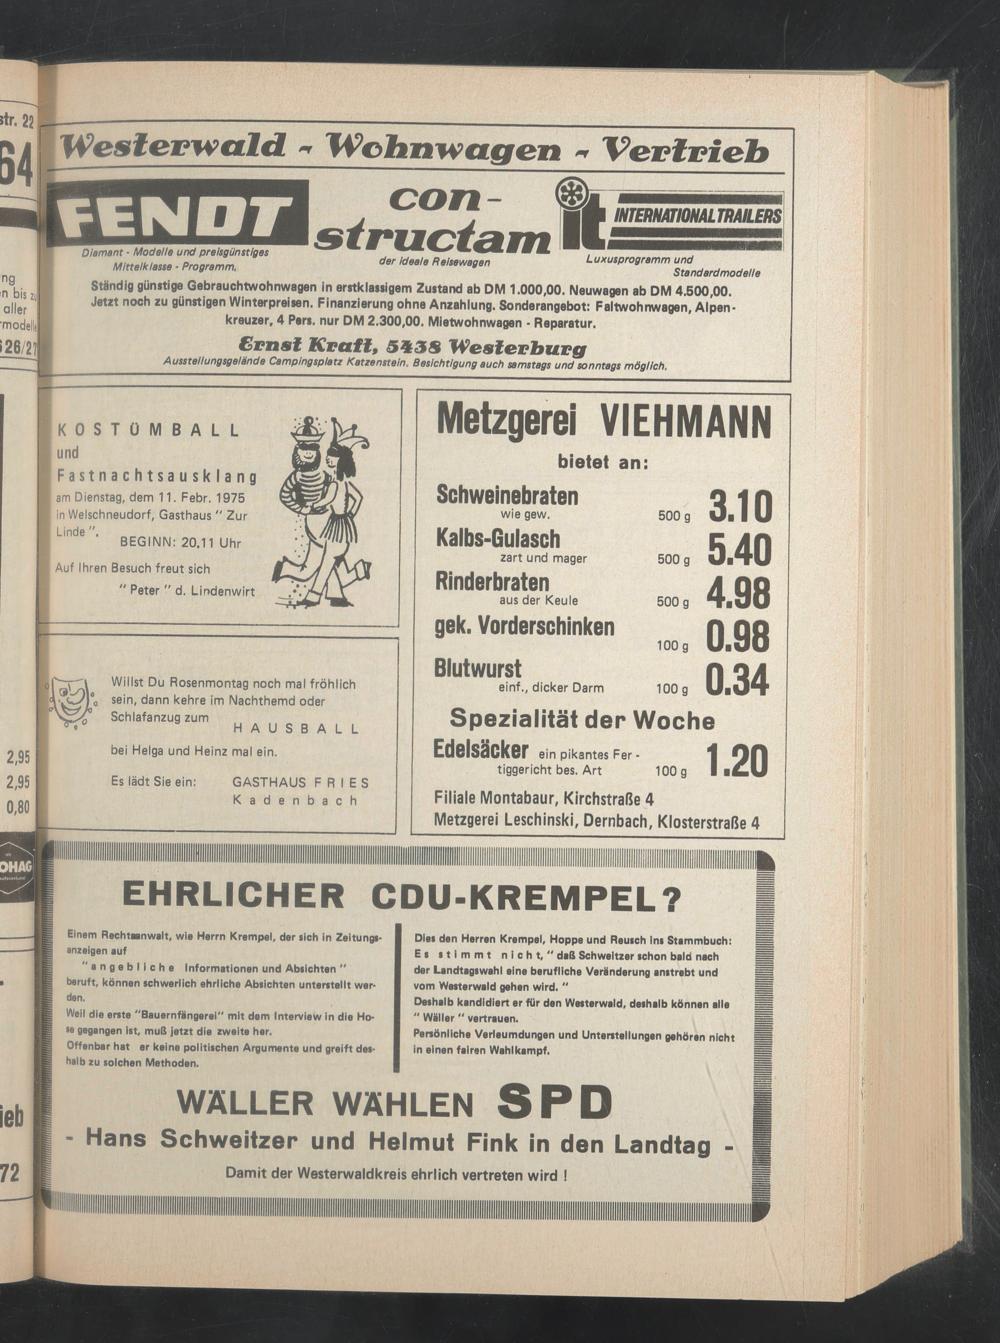 str. 22
64
ng
n bis
aller
2,95
2,95
0,80
OHAG
ieb
72
Westerwald - Wohnwagen - Vertrieb
FENDT
Diamant - Modelle und preisgünstiges
Mittelklasse - Programm.
con-
structam
der ideale Reisewagen
it INTERNATIONAL TRAILERS
Luxusprogramm und
Standardmodelle
Ständig günstige Gebrauchtwohnwagen in erstklassigem Zustand ab DM 1.000,00. Neuwagen ab DM 4.500,00.
Jetzt noch zu günstigen Winterpreisen. Finanzierung ohne Anzahlung. Sonderangebot: Faltwohnwagen, Alpen-
kreuzer, 4 Pers. nur DM 2.300,00. Mietwohnwagen - Reparatur.
Ernst Kraft, 5438 Westerburg
Ausstellungsgelände Campingsplatz Katzenstein. Besichtigung auch samstags und sonntags möglich.
KOSTÜMBALL
und
Fastnachtsausklang
am Dienstag, dem 11. Febr. 1975
in Welschneudorf, Gasthaus " Zur
Linde ".
BEGINN: 20.11 Uhr
Auf Ihren Besuch freut sich
" Peter " d. Lindenwirt
Willst Du Rosenmontag noch mal fröhlich
sein, dann kehre im Nachthemd oder
Schlafanzug zum
HAUSBALL
bei Helga und Heinz mal ein.
Es lädt Sie ein: GASTHAUS FRIES
Kadenbach
Metzgerei VIEHMANN
bietet an:
Schweinebraten
wie gew. 500 g 3.10
Kalbs-Gulasch
zart und mager 500 g 5.40
Rinderbraten
aus der Keule 500 g 4.98
gek. Vorderschinken
100 g 0.98
Blutwurst
einf., dicker Darm 100 g 0.34
Spezialität der Woche
Edelsäcker ein pikantes Fer -
tiggericht bes. Art 100 g 1.20
Filiale Montabaur, Kirchstraße 4
Metzgerei Leschinski, Dernbach, Klosterstraße 4
EHRLICHER CDU-KREMPEL?
Einem Rechtsanwalt, wie Herrn Krempel, der sich in Zeitungs-
anzeigen auf
" angebliche Informationen und Absichten "
beruft, können schwerlich ehrliche Absichten unterstellt wer-
den.
Weil die erste "Bauernfängerei" mit dem Interview in die Ho-
se gegangen ist, muß jetzt die zweite her.
Offenbar hat er keine politischen Argumente und greift des-
halb zu solchen Methoden.
Dies den Herren Krempel, Hoppe und Reusch ins Stammbuch:
Es stimmt nicht, " daß Schweitzer schon bald nach
der Landtagswahl eine berufliche Veränderung anstrebt und
vom Westerwald gehen wird. "
Deshalb kandidiert er für den Westerwald, deshalb können alle
" Wäller " vertrauen.
Persönliche Verleumdungen und Unterstellungen gehören nicht
in einen fairen Wahlkampf.
WÄLLER WÄHLEN SPD
- Hans Schweitzer und Helmut Fink in den Landtag -
Damit der Westerwaldkreis ehrlich vertreten wird !